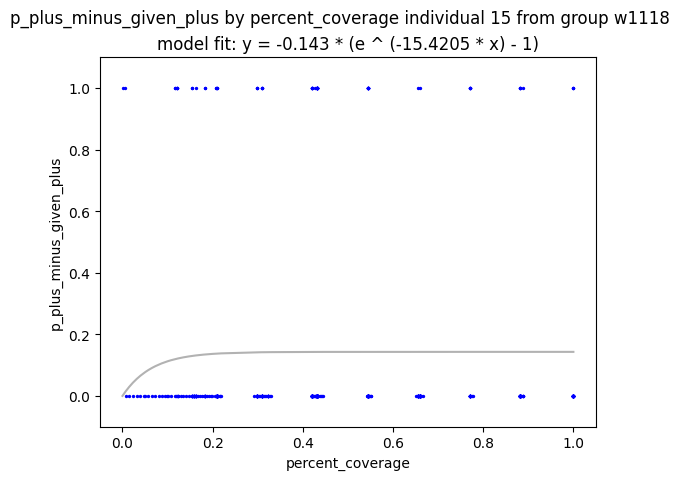 p_plus_minus_given_plus by percent_coverage individual 15 from group w1118
model fit: y = -0.143 * (e ^ (-15.4205 * x) - 1)
1.0
0.8
0.6
0.4
0.2
0.0
p_plus_minus_given_plus
0.0 0.2 0.4 0.6 0.8 1.0
percent_coverage